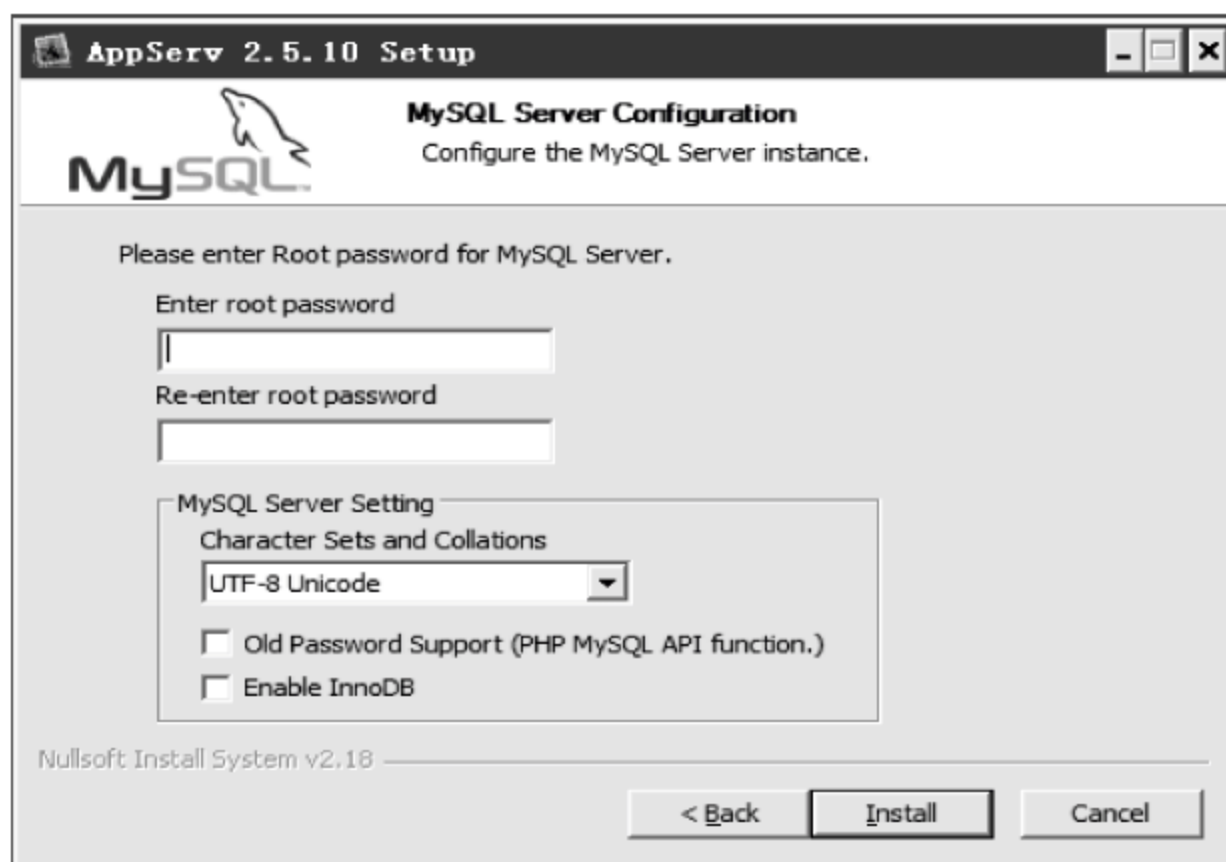 AppServ 2.5.10 Setup
MySQL
MySQL Server Configuration
Configure the MySQL Server instance.
Please enter Root password for MySQL Server.
Enter root password
Re-enter root password
MySQL Server Setting
Character Sets and Collations
UTF-8 Unicode
Old Password Support (PHP MySQL API function.)
Enable InnoDB
Nullsoft Install System v2.18
< Back Install Cancel